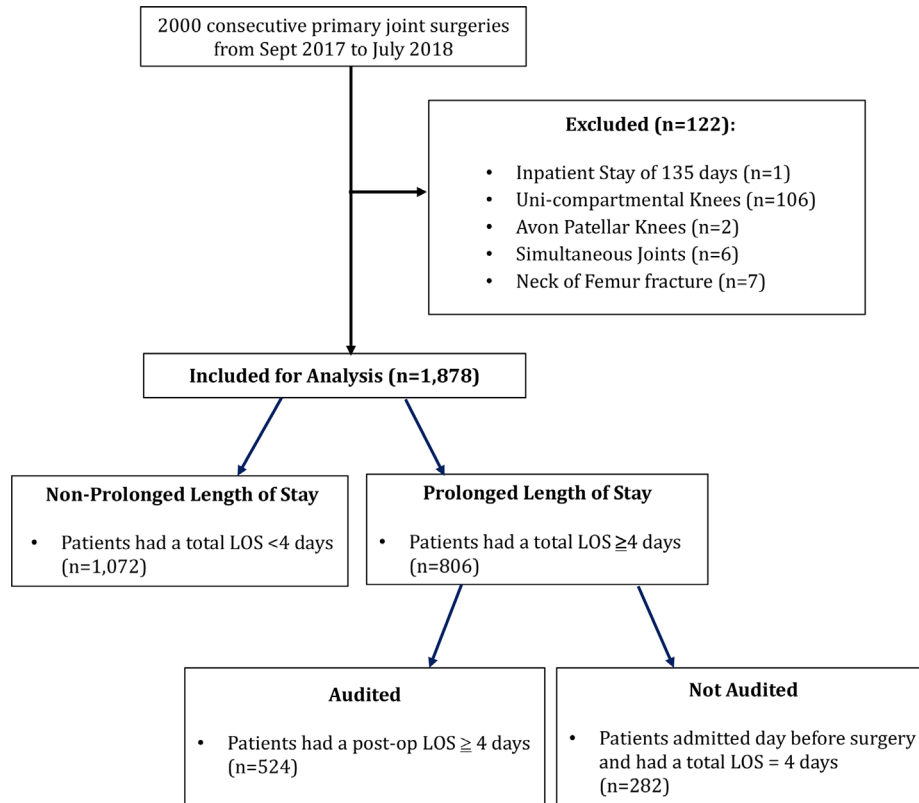 2000 consecutive primary joint surgeries
from Sept 2017 to July 2018
Excluded (n=122):
• Inpatient Stay of 135 days (n=1)
• Uni-compartmental Knees (n=106)
• Avon Patellar Knees (n=2)
• Simultaneous Joints (n=6)
• Neck of Femur fracture (n=7)
Included for Analysis (n=1,878)
Non-Prolonged Length of Stay
• Patients had a total LOS <4 days
(n=1,072)
Prolonged Length of Stay
• Patients had a total LOS ≧4 days
(n=806)
Audited
• Patients had a post-op LOS ≧ 4 days
(n=524)
Not Audited
• Patients admitted day before surgery
and had a total LOS = 4 days
(n=282)